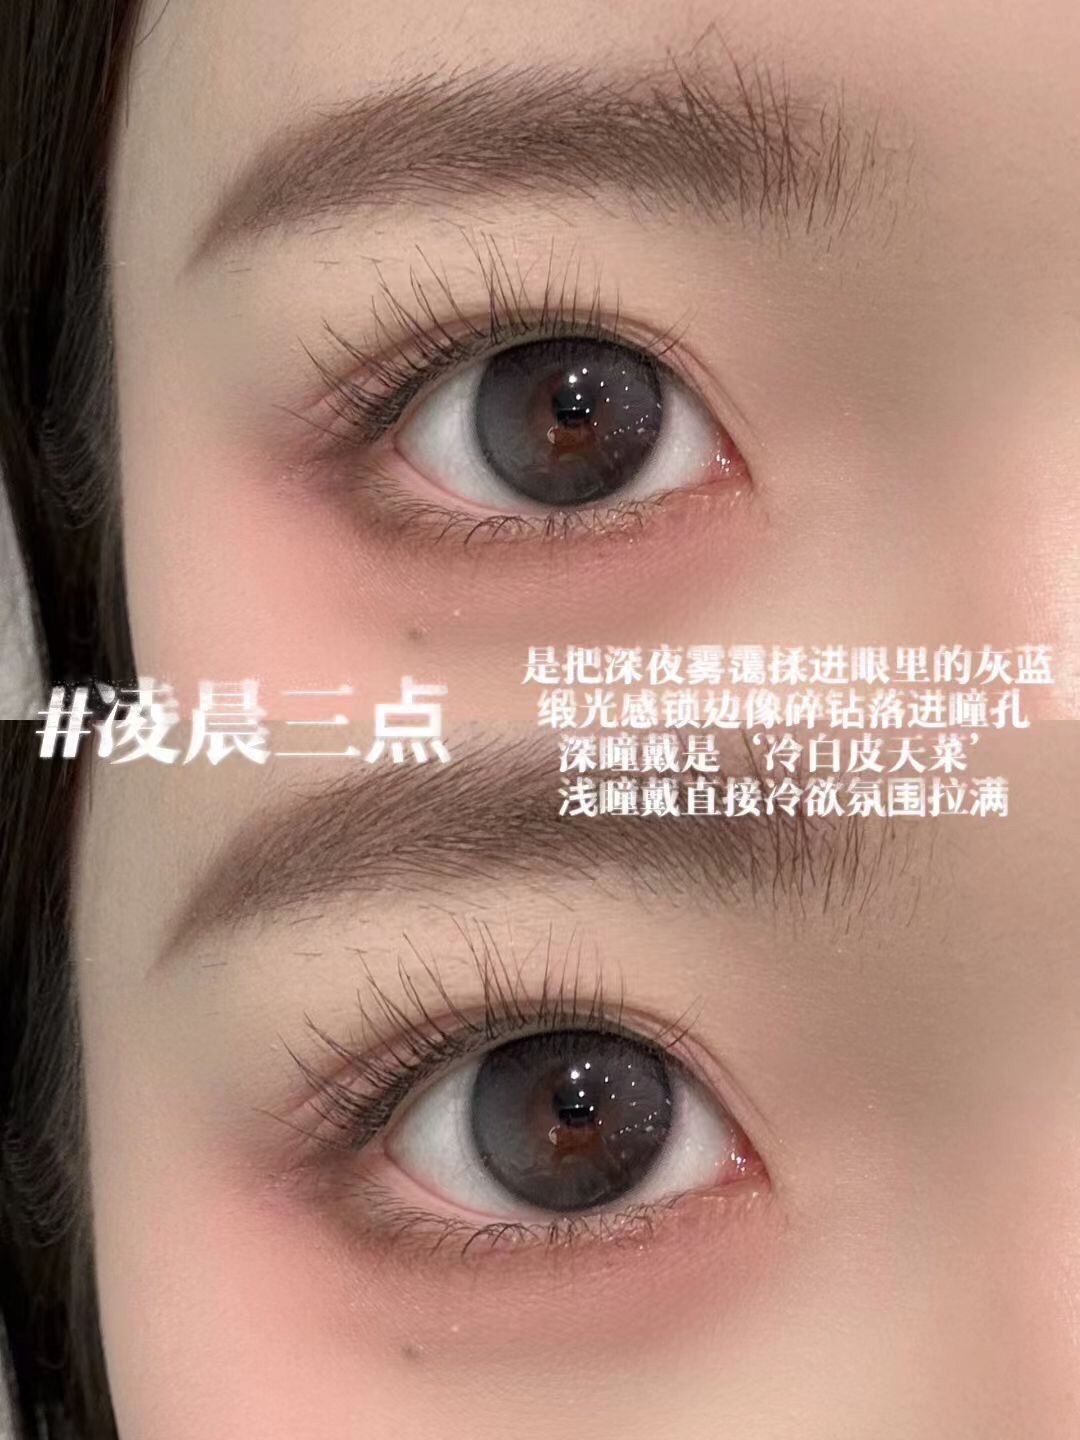 #凌晨三点
是把深夜雾霭揉进眼里的灰蓝
缎光感锁边像碎钻落进瞳孔
深瞳戴是‘冷白皮天菜’
浅瞳戴直接冷欲氛围拉满